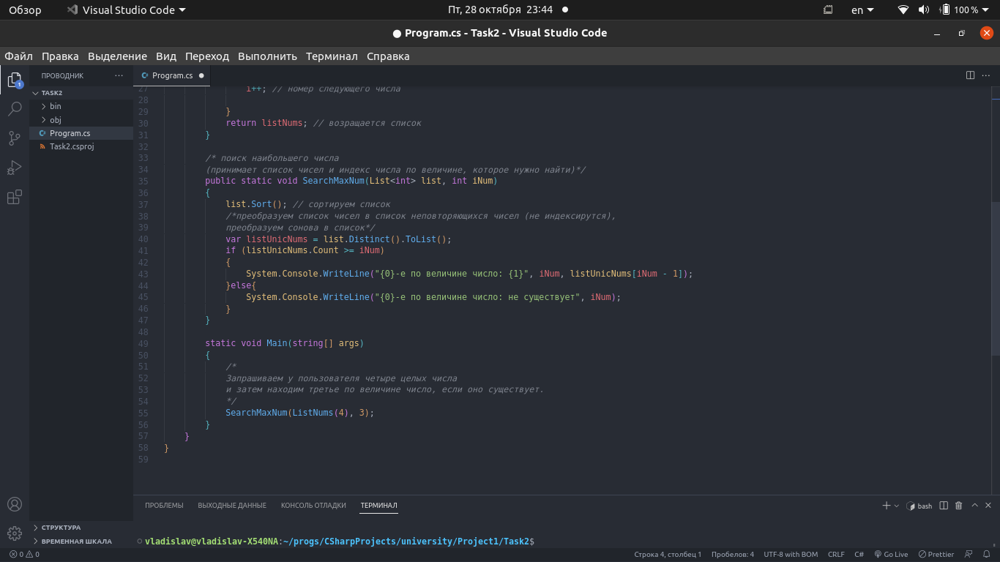 Обзор Visual Studio Code Пт, 28 октября 23:44 en 100 %
Program.cs - Task2 - Visual Studio Code
Файл Правка Выделение Вид Переход Выполнить Терминал Справка
ПРОВОДНИК ··· Program.cs
1
TASK2
bin
obj
Program.cs
Task2.csproj
27 i++; // номер следующего числа
28
29 }
30 return listNums; // возращается список
31 }
32
33 /* поиск наибольшего числа
34 (принимает список чисел и индекс числа по величине, которое нужно найти)*/
35 public static void SearchMaxNum(List<int> list, int iNum)
36 {
37 list.Sort(); // сортируем список
38 /*преобразуем список чисел в список неповторяющихся чисел (не индексирутся),
39 преобразуем сонова в список*/
40 var listUnicNums = list.Distinct().ToList();
41 if (listUnicNums.Count >= iNum)
42 {
43 System.Console.WriteLine("{0}-е по величине число: {1}", iNum, listUnicNums[iNum - 1]);
44 }else{
45 System.Console.WriteLine("{0}-е по величине число: не существует", iNum);
46 }
47 }
48
49 static void Main(string[] args)
50 {
51 /*
52 Запрашиваем у пользователя четыре целых числа
53 и затем находим третье по величине число, если оно существует.
54 */
55 SearchMaxNum(ListNums(4), 3);
56 }
57 }
58 }
59
ПРОБЛЕМЫ ВЫХОДНЫЕ ДАННЫЕ КОНСОЛЬ ОТЛАДКИ ТЕРМИНАЛ bash
СТРУКТУРА
ВРЕМЕННАЯ ШКАЛА
vladislav@vladislav-X540NA:~/progs/CSharpProjects/university/Project1/Task2$
0 0 Строка 4, столбец 1 Пробелов: 4 UTF-8 with BOM CRLF C# Go Live Prettier